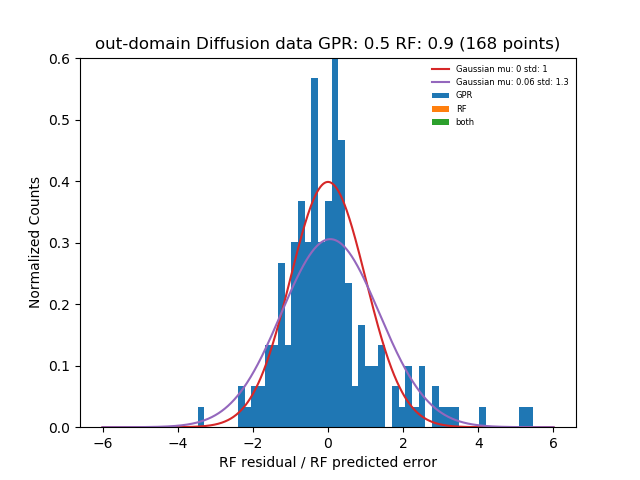 out-domain Diffusion data GPR: 0.5 RF: 0.9 (168 points)
Gaussian mu: 0 std: 1
Gaussian mu: 0.06 std: 1.3
GPR
RF
both
Normalized Counts
0.6
0.5
0.4
0.3
0.2
0.1
0.0
−6 −4 −2 0 2 4 6
RF residual / RF predicted error